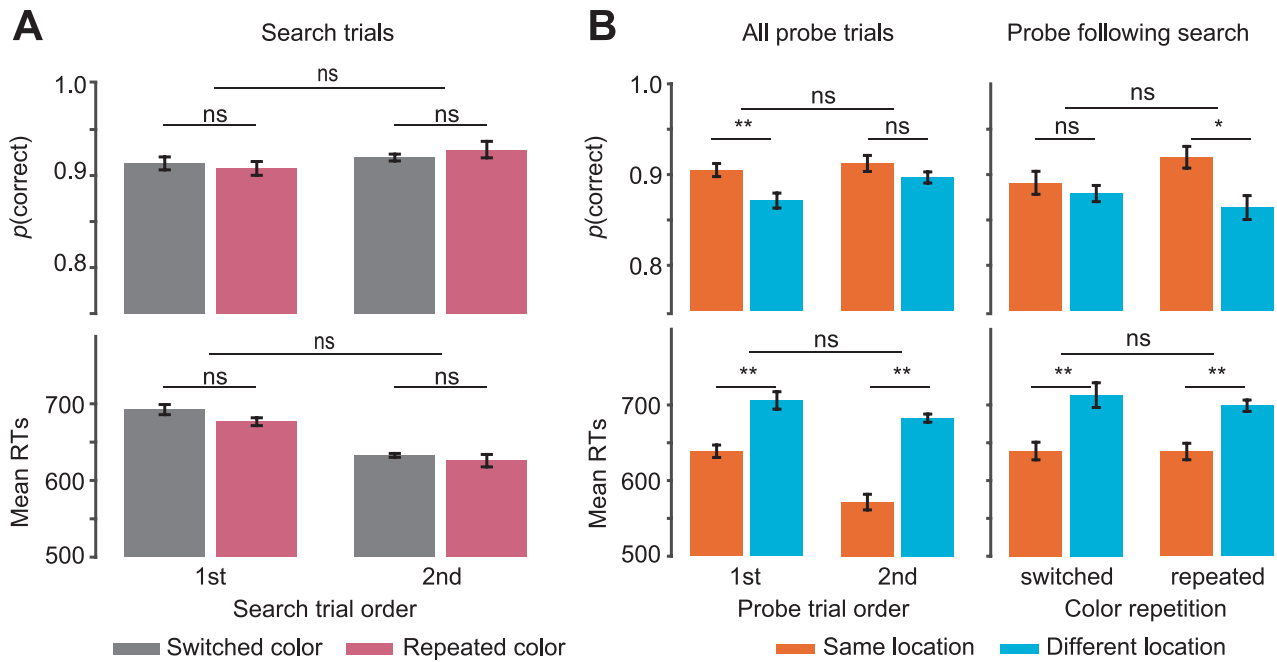 A
Search trials
B
All probe trials
Probe following search
p(correct)
1.0
0.9
0.8
ns
ns
ns
p(correct)
1.0
0.9
0.8
ns
**
ns
ns
ns
*
Mean RTs
700
600
500
ns
ns
ns
1st
2nd
Search trial order
Mean RTs
700
600
500
ns
**
**
1st
2nd
Probe trial order
ns
**
**
switched
repeated
Color repetition
Switched color
Repeated color
Same location
Different location